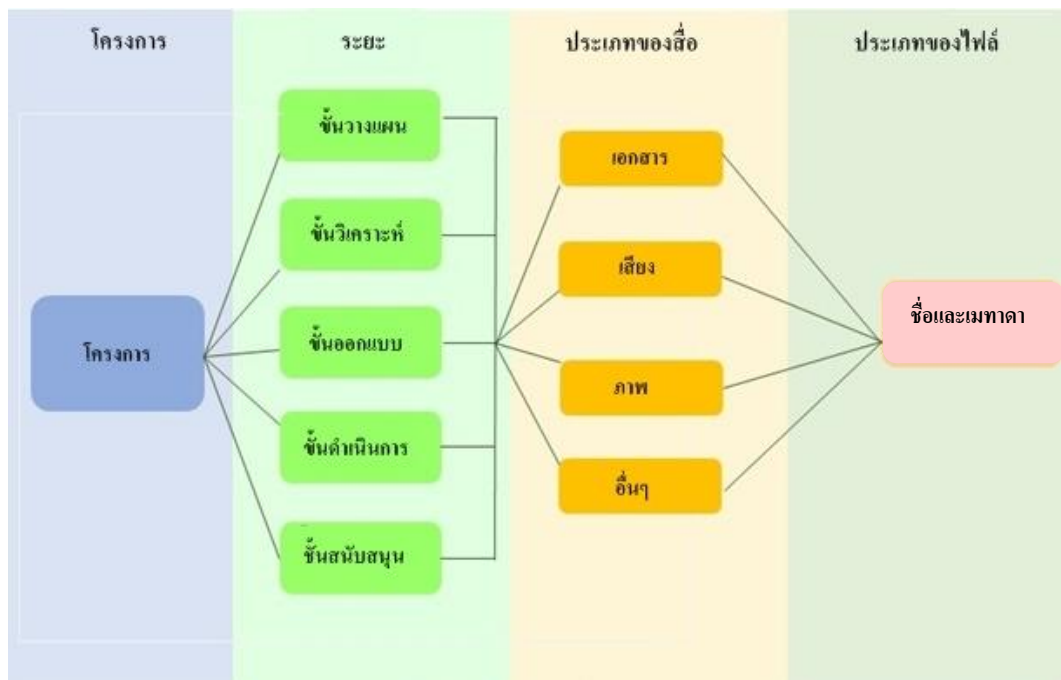 โครงการ
ระยะ
ประเภทของสื่อ
ประเภทของไฟล์
โครงการ
ขั้นวางแผน
ขั้นวิเคราะห์
ขั้นออกแบบ
ขั้นดำเนินการ
ขั้นสนับสนุน
เอกสาร
เสียง
ภาพ
อื่นๆ
ชื่อและเมทาดา